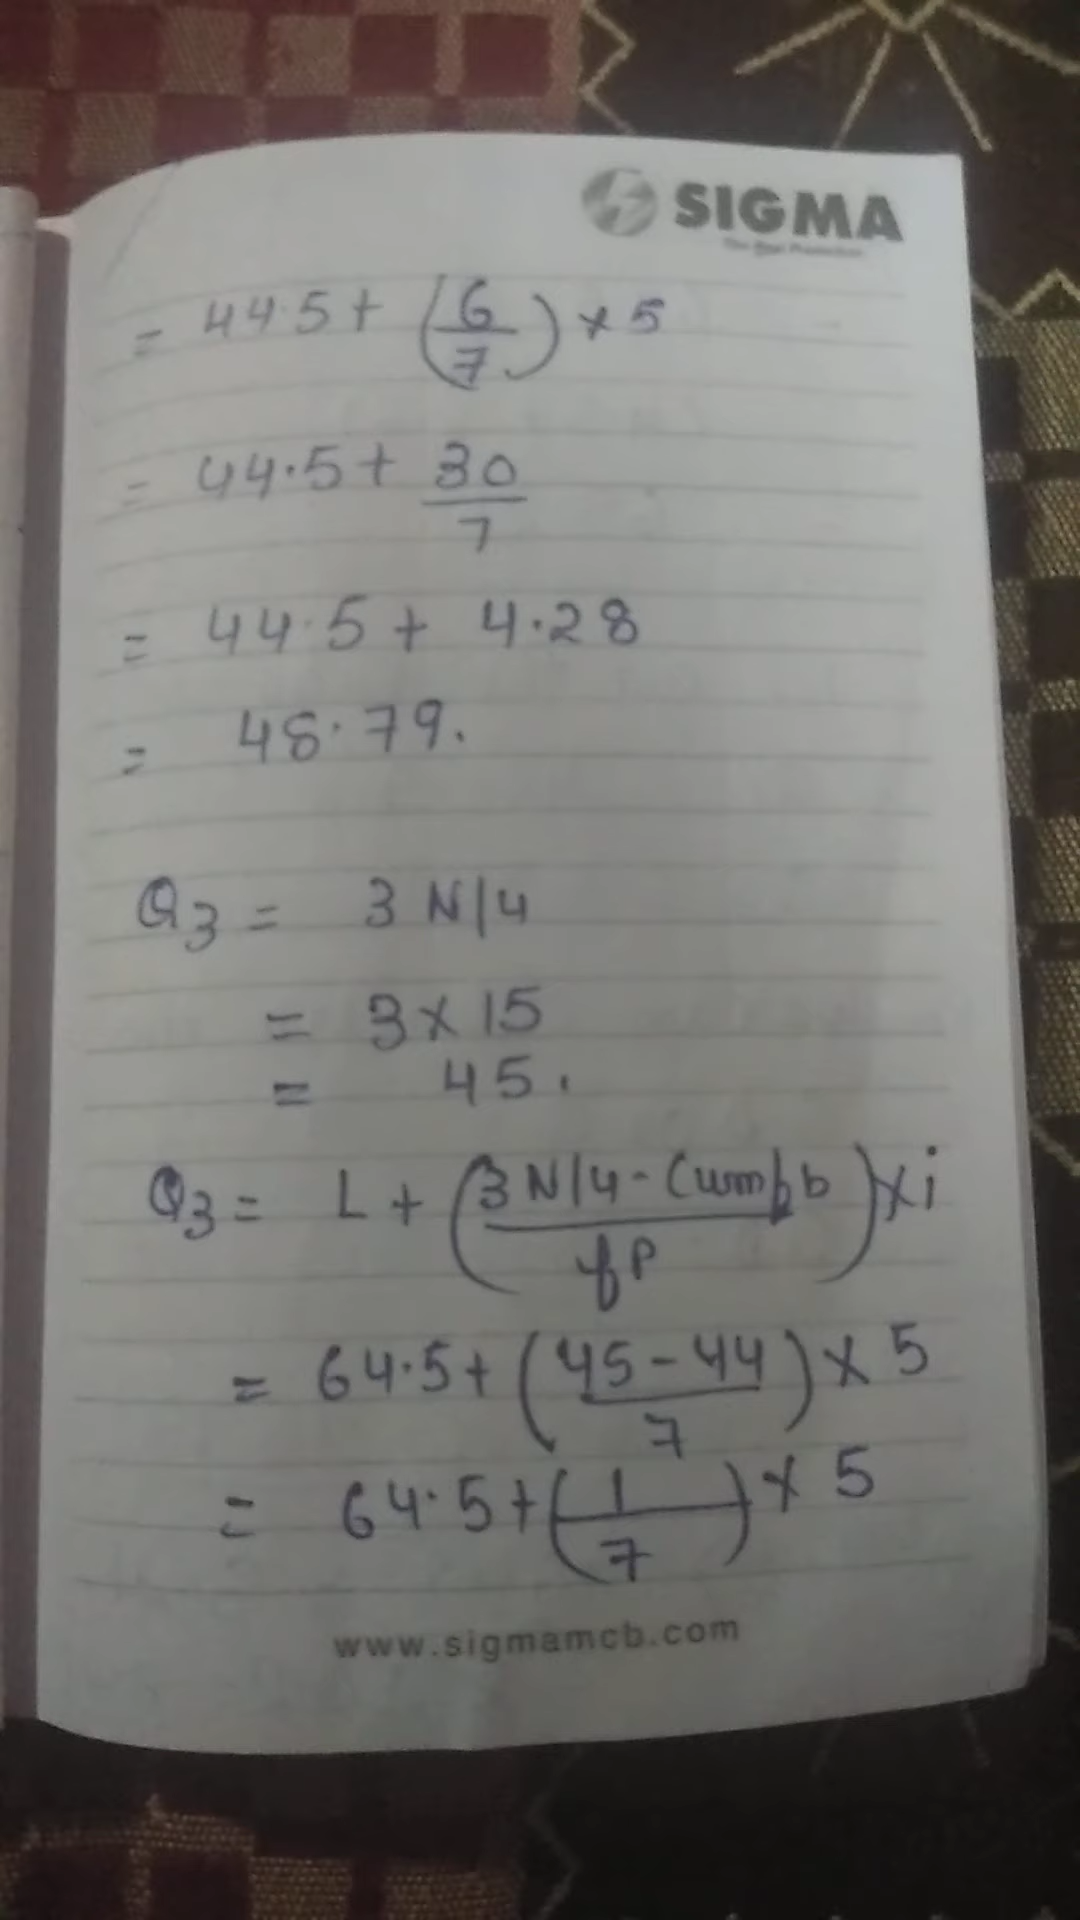 SIGMA
= 44.5 + (6/7) × 5
= 44.5 + 30/7
= 44.5 + 4.28
= 48.79.
Q3 = 3 N/4
= 3 × 15
= 45.
Q3 = L + (3 N/4 - Cumfb / fp) × i
= 64.5 + (45 - 44 / 7) × 5
= 64.5 + (1/7) × 5
www.sigmamcb.com